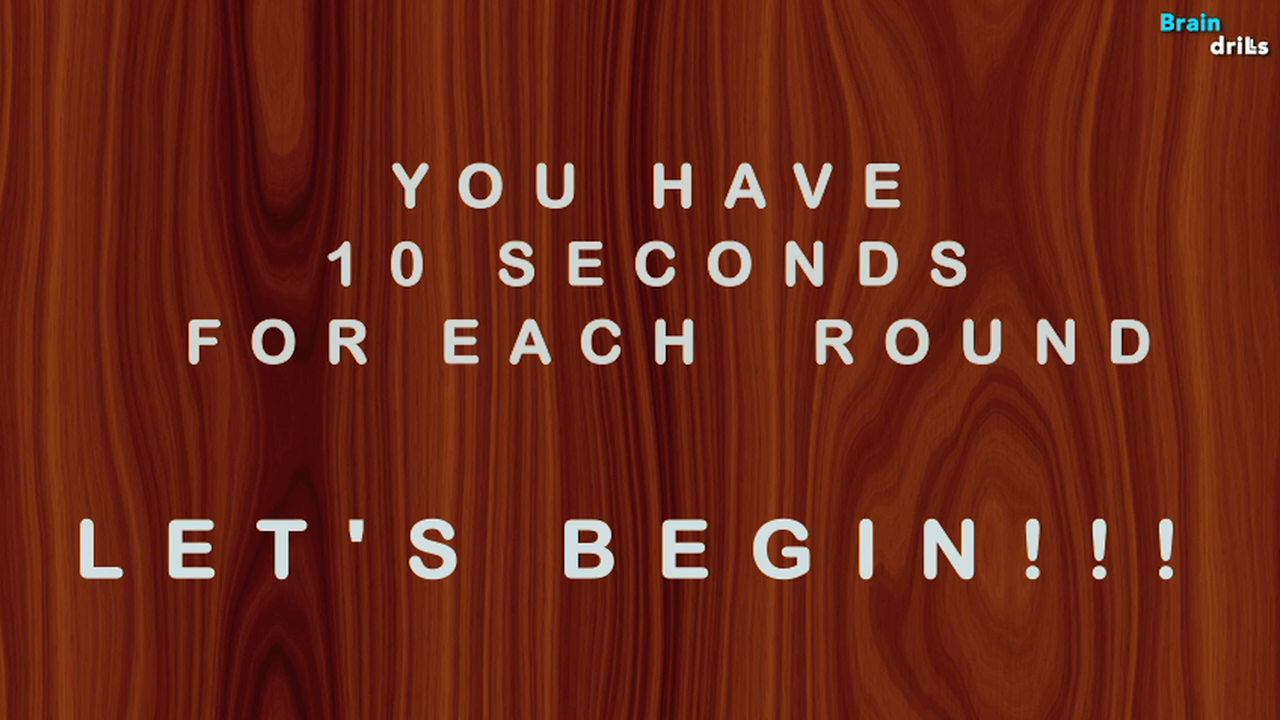 Brain
drills
YOU HAVE
10 SECONDS
FOR EACH ROUND
LET'S BEGIN!!!